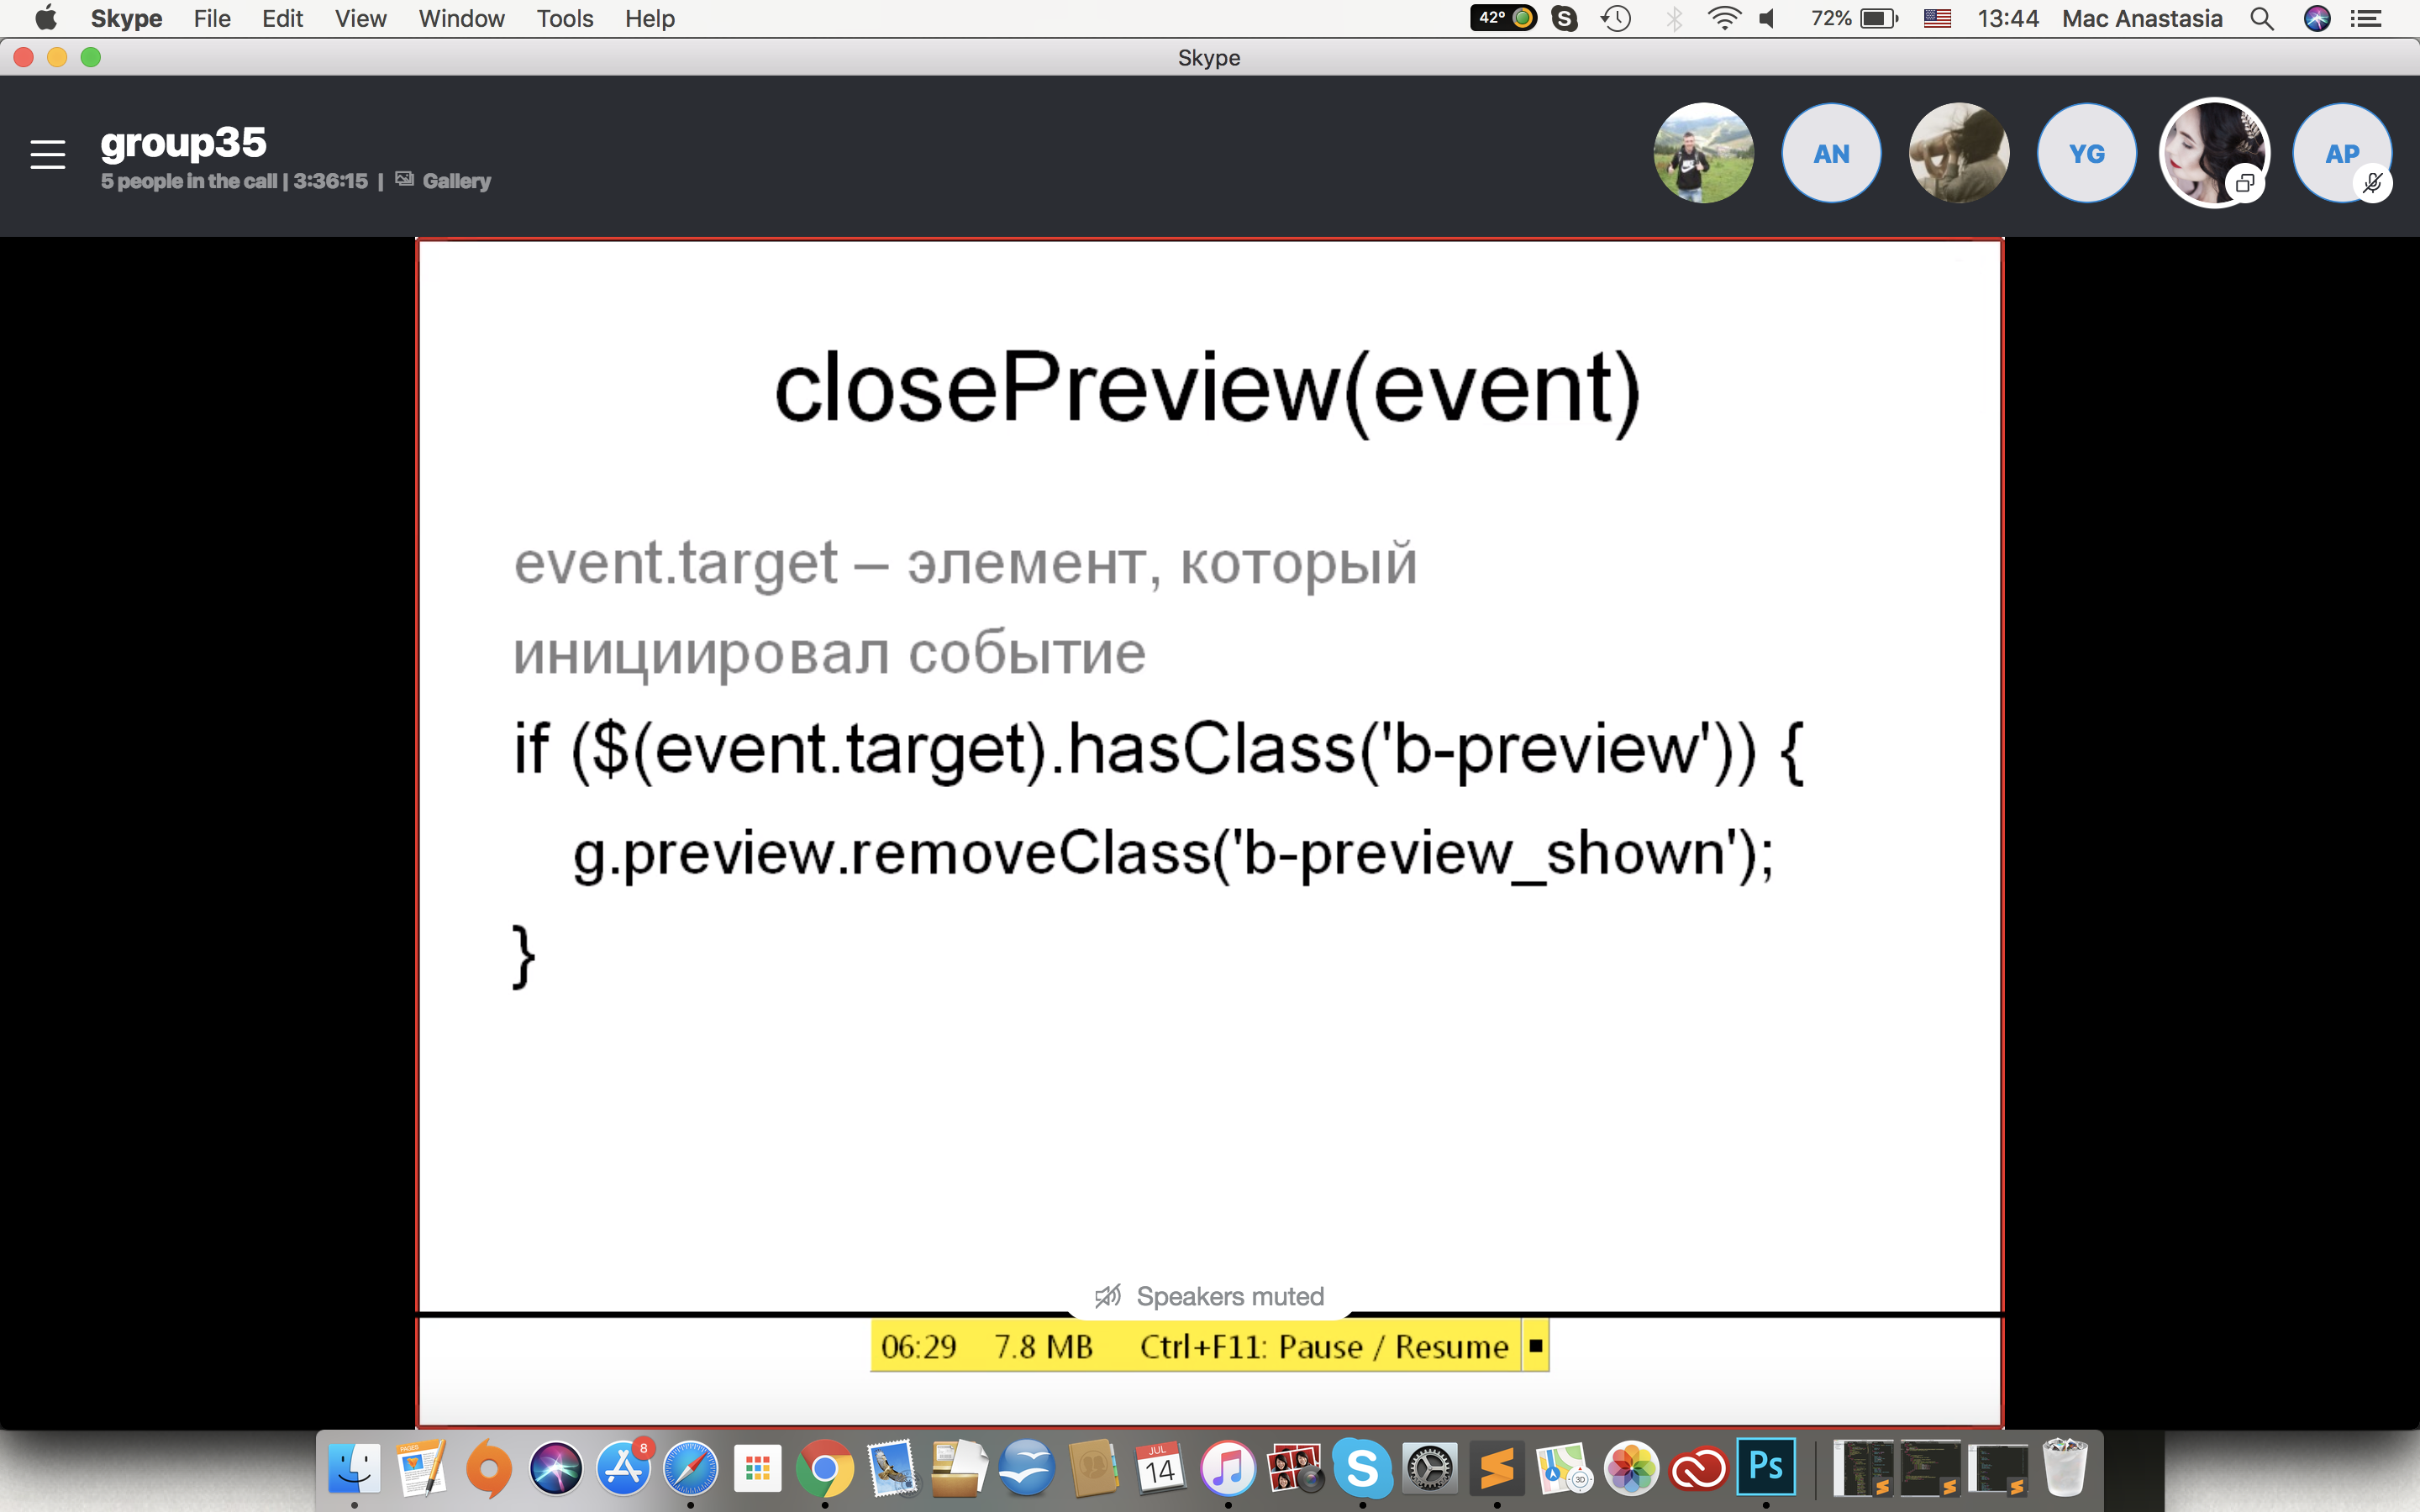 Skype File Edit View Window Tools Help 42° 72% 13:44 Mac Anastasia
Skype
group35
5 people in the call | 3:36:15 | Gallery
AN YG AP
closePreview(event)
event.target – элемент, который
инициировал событие
if ($(event.target).hasClass('b-preview')) {
g.preview.removeClass('b-preview_shown');
}
Speakers muted
06:29 7.8 MB Ctrl+F11: Pause / Resume
PAGES 8 JUL 14 3D Ps